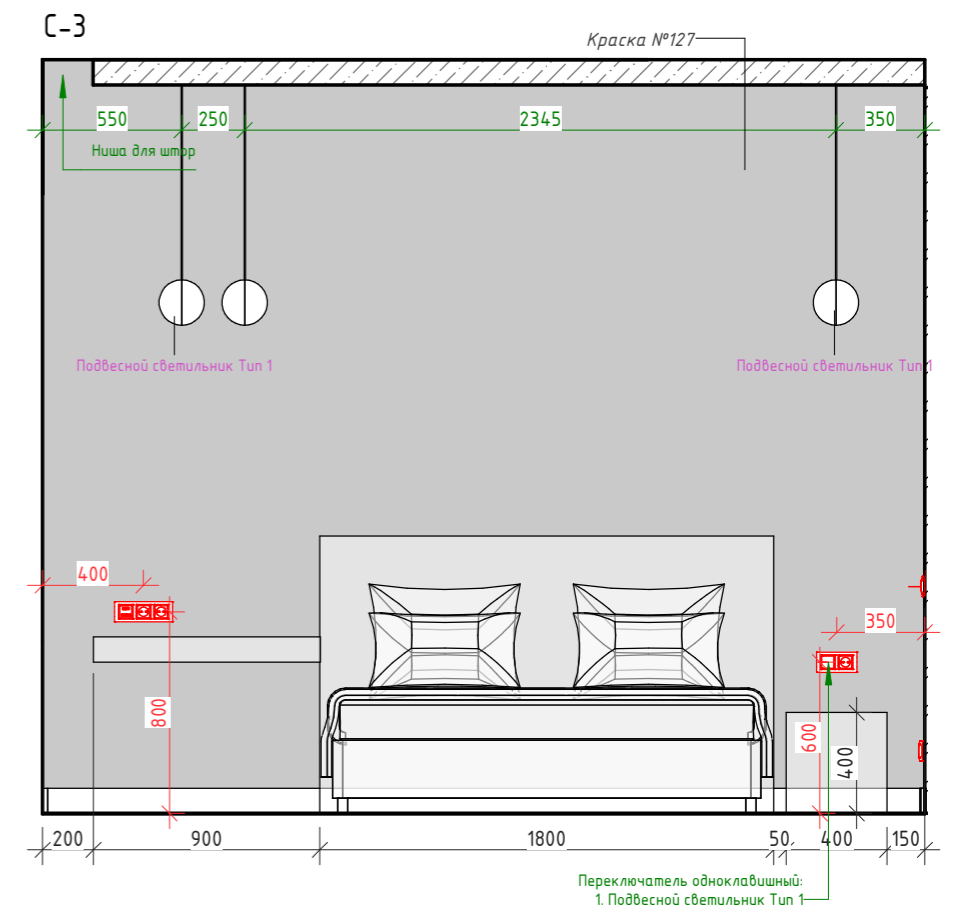 С-3
Краска №127
550
250
2345
350
Ниша для штор
Подвесной светильник Тип 1
Подвесной светильник Тип 1
400
350
800
600
400
200
900
1800
50
400
150
Переключатель одноклавишный:
1. Подвесной светильник Тип 1